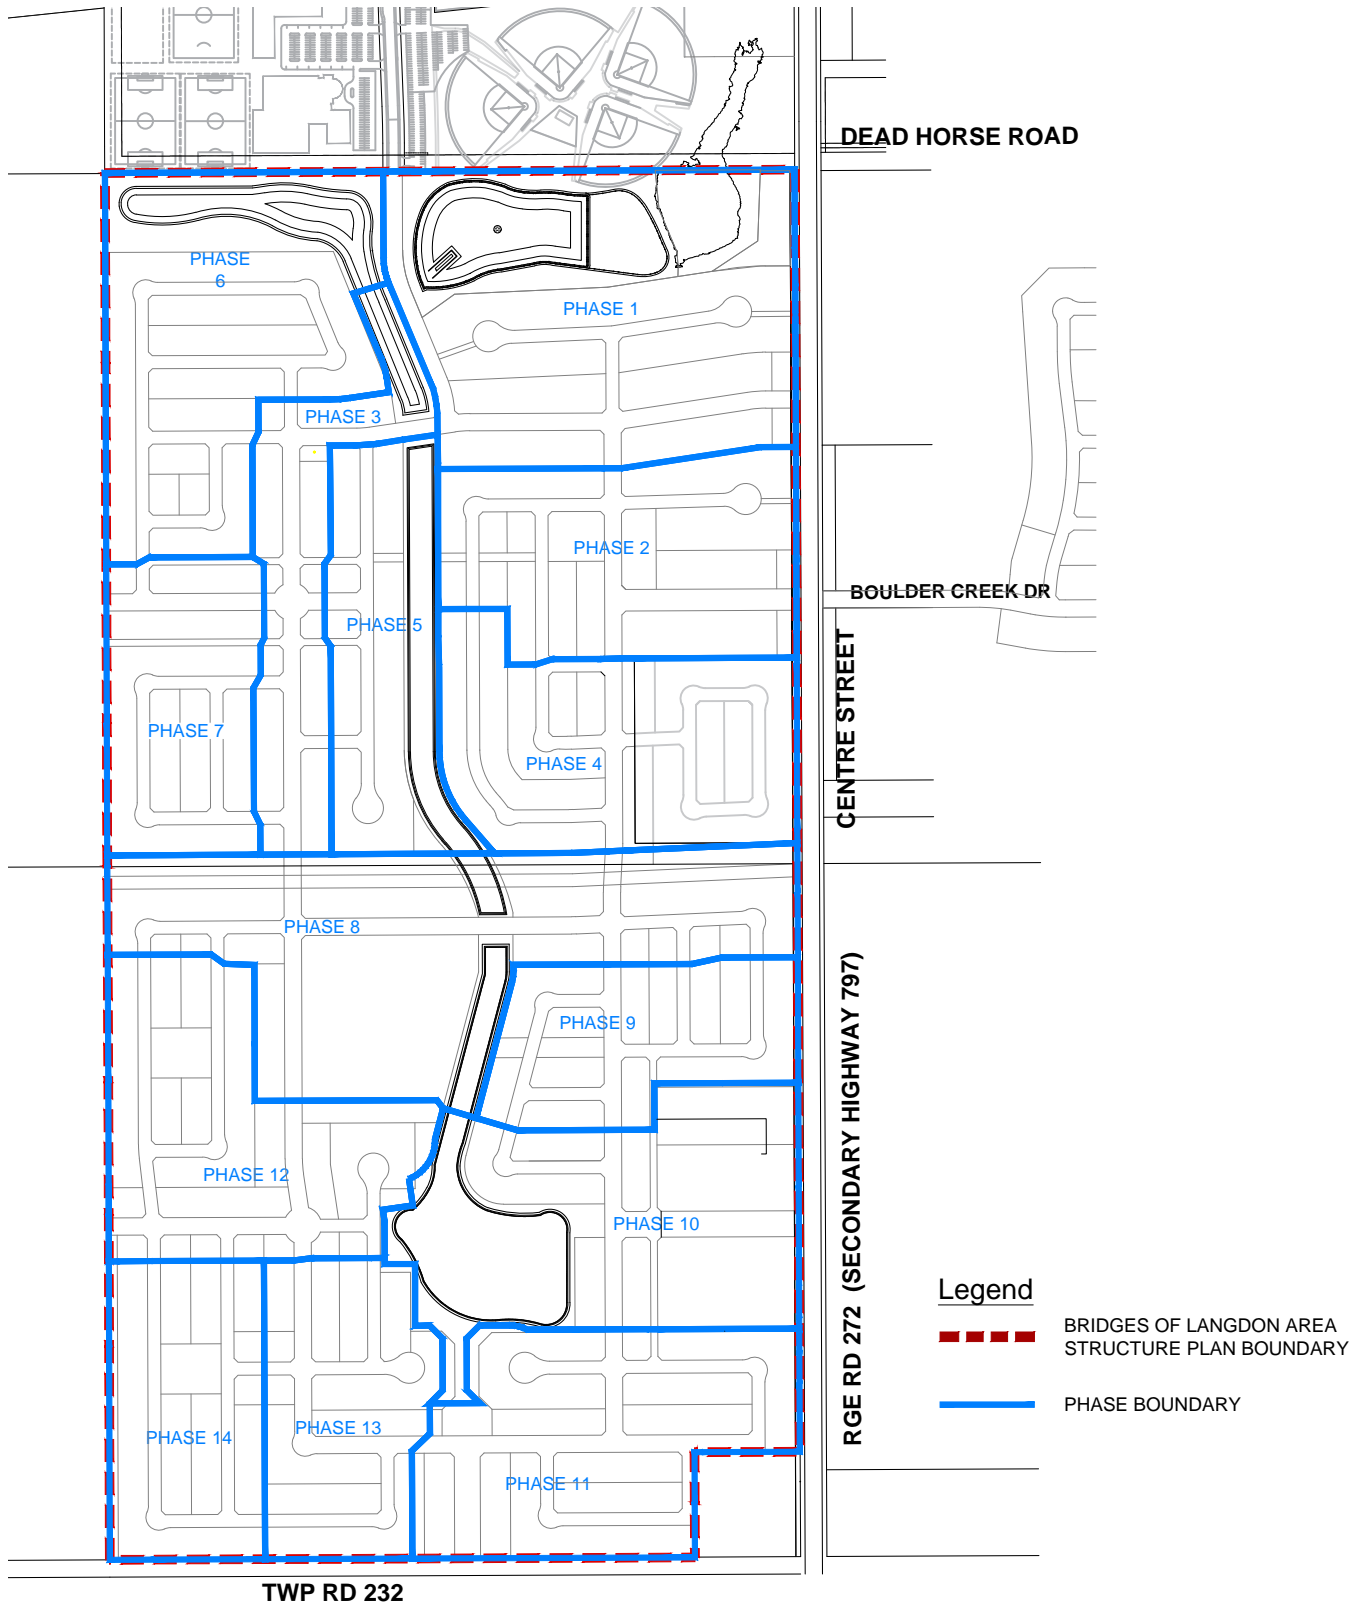 DEAD HORSE ROAD
PHASE
6
PHASE 1
PHASE 3
PHASE 2
BOULDER CREEK DR
PHASE 5
CENTRE STREET
PHASE 7
PHASE 4
PHASE 8
RGE RD 272 (SECONDARY HIGHWAY 797)
PHASE 9
PHASE 12
PHASE 10
Legend
BRIDGES OF LANGDON AREA
STRUCTURE PLAN BOUNDARY
PHASE BOUNDARY
PHASE 14
PHASE 13
PHASE 11
TWP RD 232